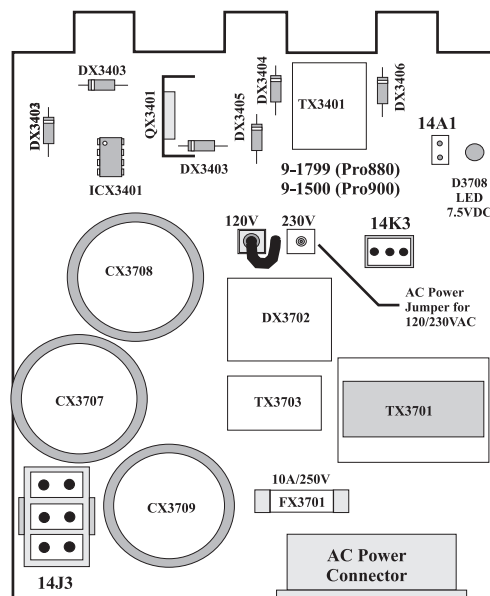 DX3403
DX3404
DX3406
QX3401
TX3401
DX3402
DX3405
14A1
DX3403
ICX3401
9-1799 (Pro880)
9-1500 (Pro900)
D3708
LED
7.5VDC
120V
230V
14K3
CX3708
AC Power
Jumper for
120/230VAC
DX3702
CX3707
TX3703
TX3701
10A/250V
FX3701
CX3709
AC Power
Connector
14J3